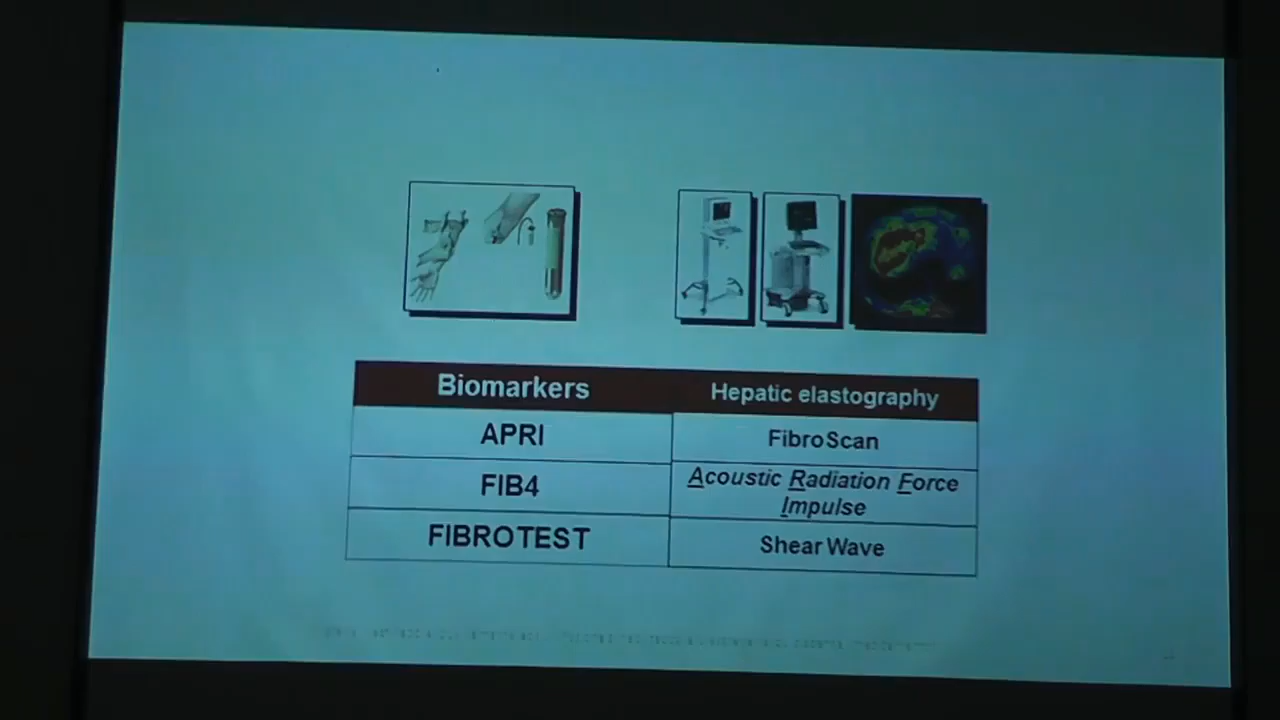 Biomarkers Hepatic elastography
APRI FibroScan
FIB4 Acoustic Radiation Force
Impulse
FIBROTEST Shear Wave